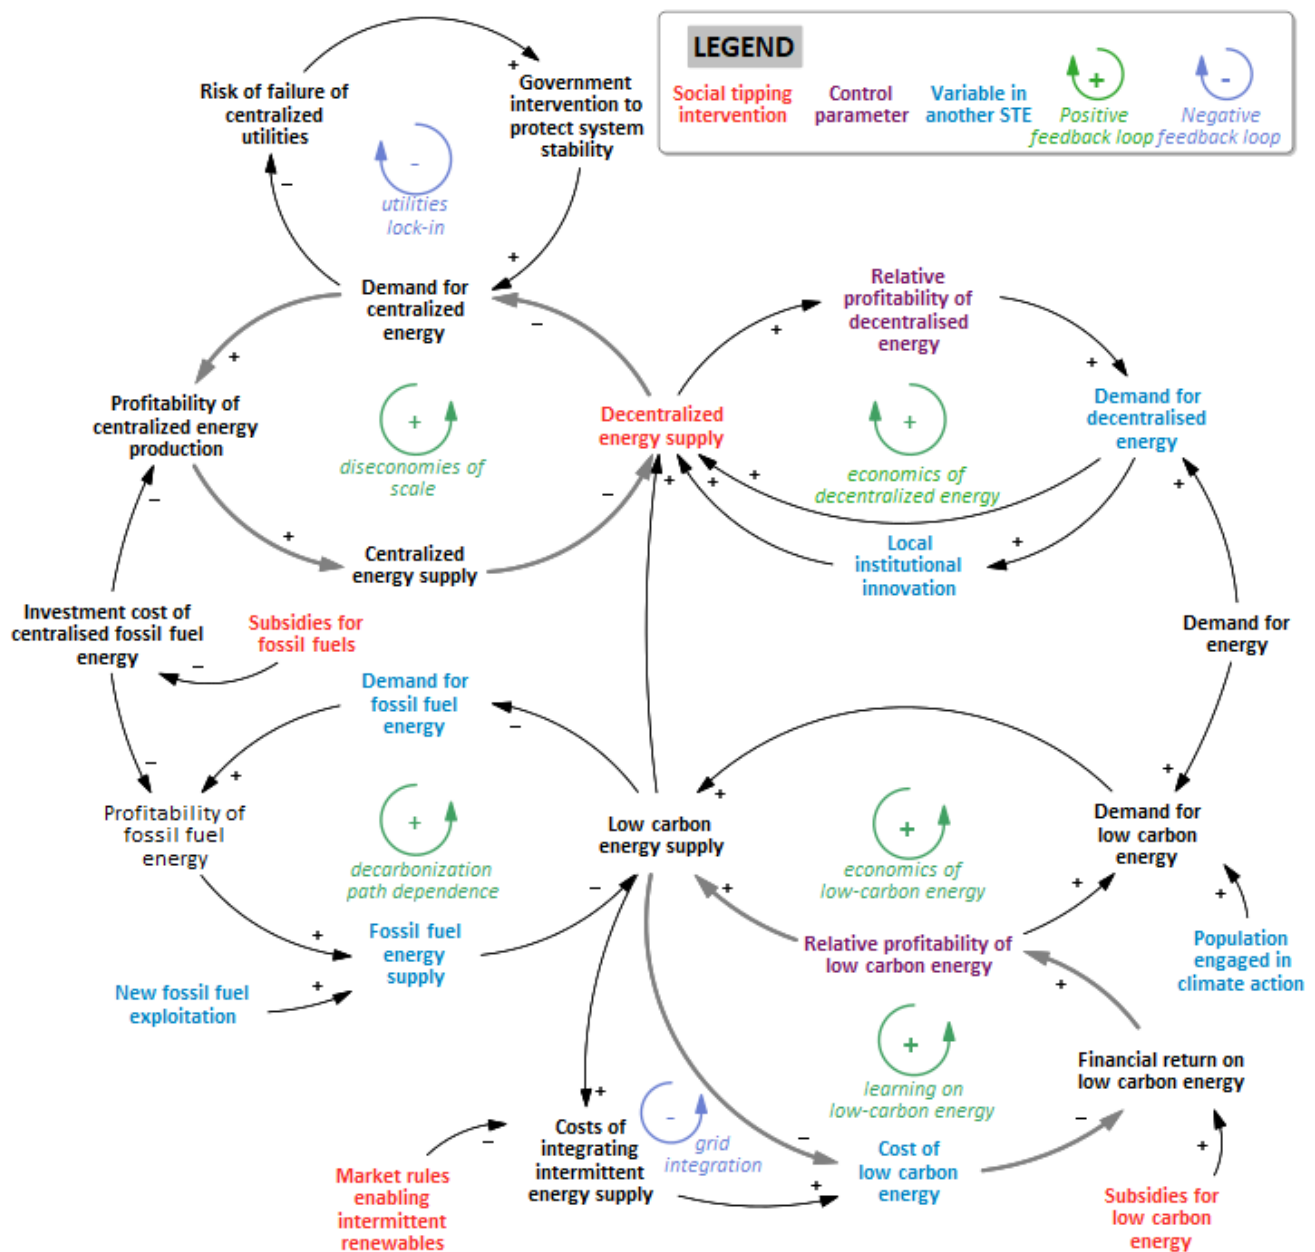 LEGEND
Social tipping
intervention
Control
parameter
Variable in
another STE
+
Positive
feedback loop
-
Negative
feedback loop
Risk of failure of
centralized
utilities
+
Government
intervention to
protect system
stability
–
-
utilities
lock-in
+
Demand for
centralized
energy
–
Relative
profitability of
decentralised
energy
+
+
+
Profitability of
centralized energy
production
+
diseconomies of
scale
Decentralized
energy supply
+
economics of
decentralized energy
Demand for
decentralised
energy
–
–
+
+
+
+
+
Centralized
energy supply
Local
institutional
innovation
+
Investment cost of
centralised fossil fuel
energy
Subsidies for
fossil fuels
–
Demand for
energy
Demand for
fossil fuel
energy
–
–
+
+
+
Profitability of
fossil fuel
energy
+
decarbonization
path dependence
Low carbon
energy supply
+
economics of
low-carbon energy
Demand for
low carbon
energy
–
+
+
+
+
Fossil fuel
energy
supply
Relative profitability of
low carbon energy
Population
engaged in
climate action
New fossil fuel
exploitation
+
+
+
learning on
low-carbon energy
Financial return on
low carbon energy
+
–
-
grid
integration
Costs of
integrating
intermittent
energy supply
–
–
+
Cost of
low carbon
energy
+
Market rules
enabling
intermittent
renewables
Subsidies for
low carbon
energy